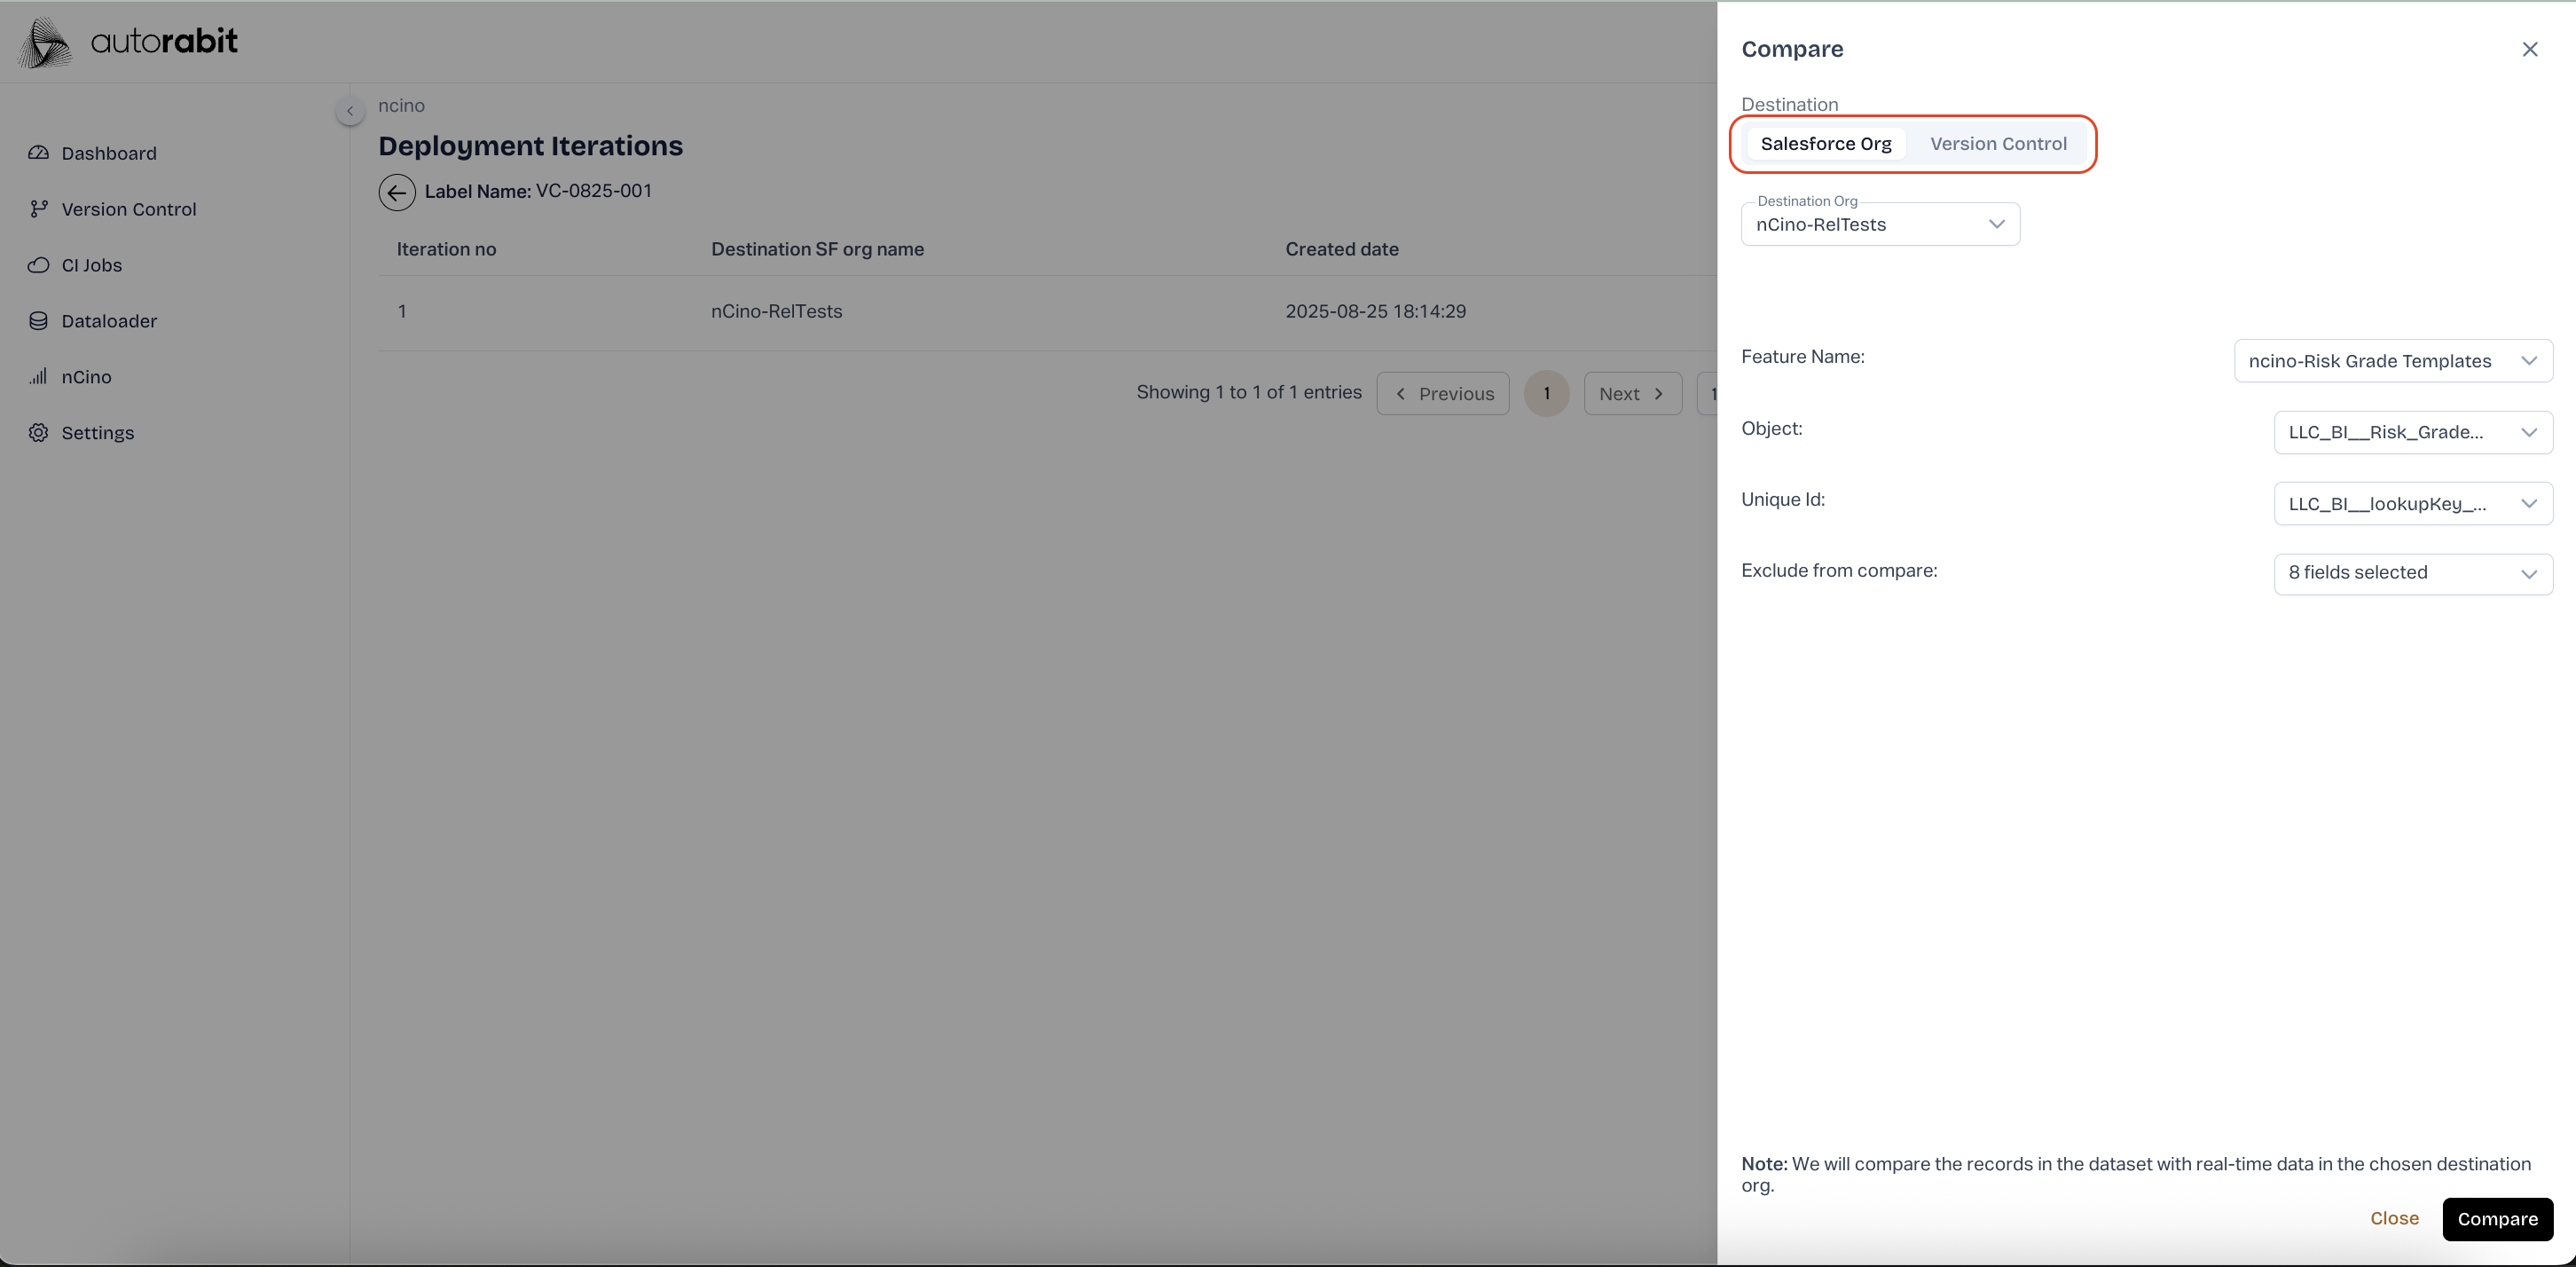 autorabit
Dashboard
Version Control
CI Jobs
Dataloader
nCino
Settings
ncino
Deployment Iterations
Label Name: VC-0825-001
Iteration no Destination SF org name Created date
1 nCino-RelTests 2025-08-25 18:14:29
Showing 1 to 1 of 1 entries Previous 1 Next 1
Compare
Destination
Salesforce Org Version Control
Destination Org
nCino-RelTests
Feature Name: ncino-Risk Grade Templates
Object: LLC_BI__Risk_Grade...
Unique Id: LLC_BI__lookupKey_...
Exclude from compare: 8 fields selected
Note: We will compare the records in the dataset with real-time data in the chosen destination
org.
Close Compare